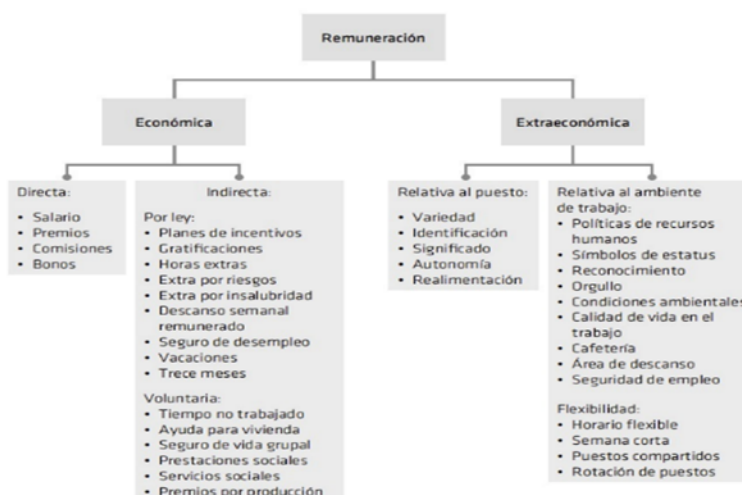 Remuneración
Económica
Extraeconómica
Directa:
• Salario
• Premios
• Comisiones
• Bonos
Indirecta:
Por ley:
• Planes de incentivos
• Gratificaciones
• Horas extras
• Extra por riesgos
• Extra por insalubridad
• Descanso semanal
remunerado
• Seguro de desempleo
• Vacaciones
• Trece meses
Voluntaria:
• Tiempo no trabajado
• Ayuda para vivienda
• Seguro de vida grupal
• Prestaciones sociales
• Servicios sociales
• Premios por producción
Relativa al puesto:
• Variedad
• Identificación
• Significado
• Autonomía
• Realimentación
Relativa al ambiente
de trabajo:
• Políticas de recursos
humanos
• Símbolos de estatus
• Reconocimiento
• Orgullo
• Condiciones ambientales
• Calidad de vida en el
trabajo
• Cafetería
• Área de descanso
• Seguridad de empleo
Flexibilidad:
• Horario flexible
• Semana corta
• Puestos compartidos
• Rotación de puestos